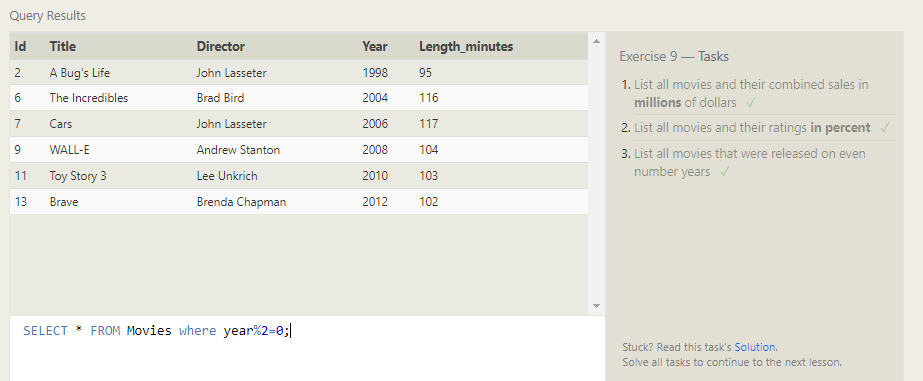 Query Results
Id Title Director Year Length_minutes
2 A Bug's Life John Lasseter 1998 95
6 The Incredibles Brad Bird 2004 116
7 Cars John Lasseter 2006 117
9 WALL-E Andrew Stanton 2008 104
11 Toy Story 3 Lee Unkrich 2010 103
13 Brave Brenda Chapman 2012 102
SELECT * FROM Movies where year%2=0;
Exercise 9 — Tasks
1. List all movies and their combined sales in
millions of dollars ✓
2. List all movies and their ratings in percent ✓
3. List all movies that were released on even
number years ✓
Stuck? Read this task's Solution.
Solve all tasks to continue to the next lesson.